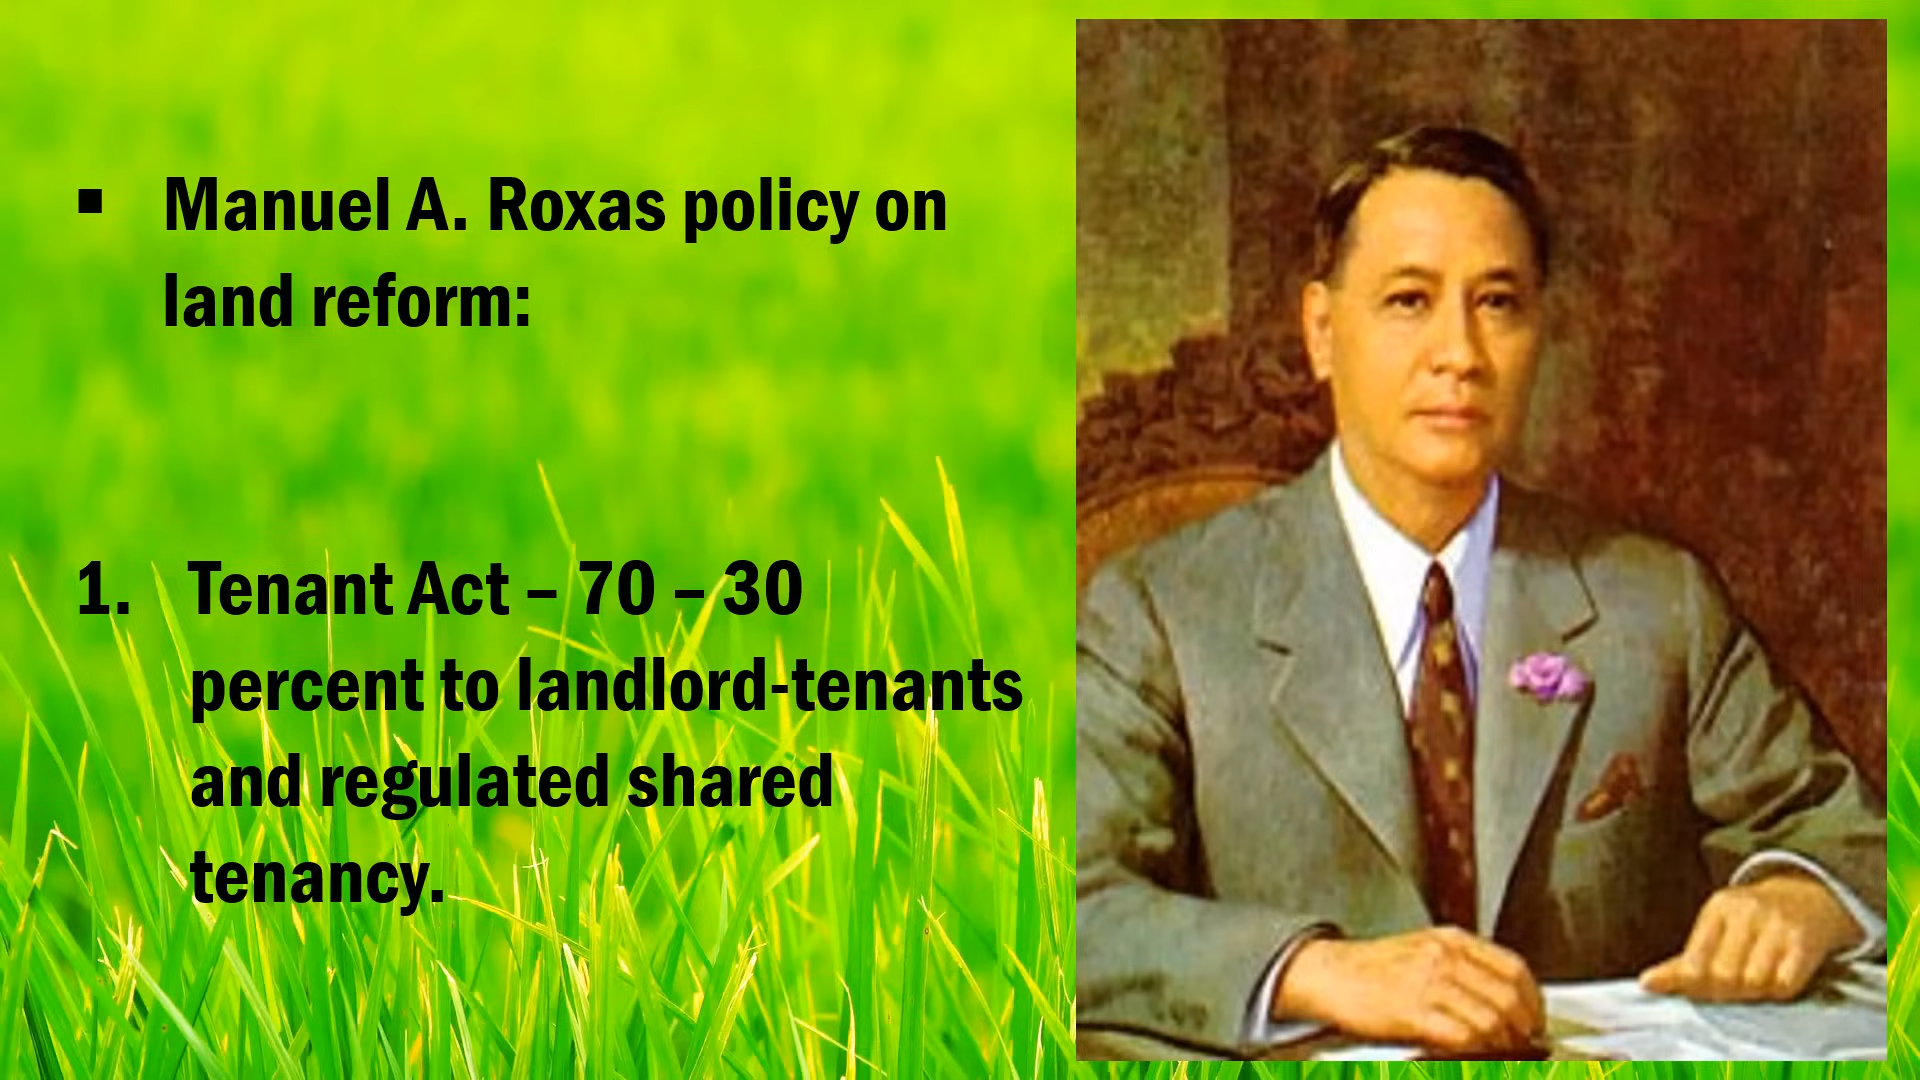 ▪ Manuel A. Roxas policy on
land reform:
1. Tenant Act – 70 – 30
percent to landlord-tenants
and regulated shared
tenancy.